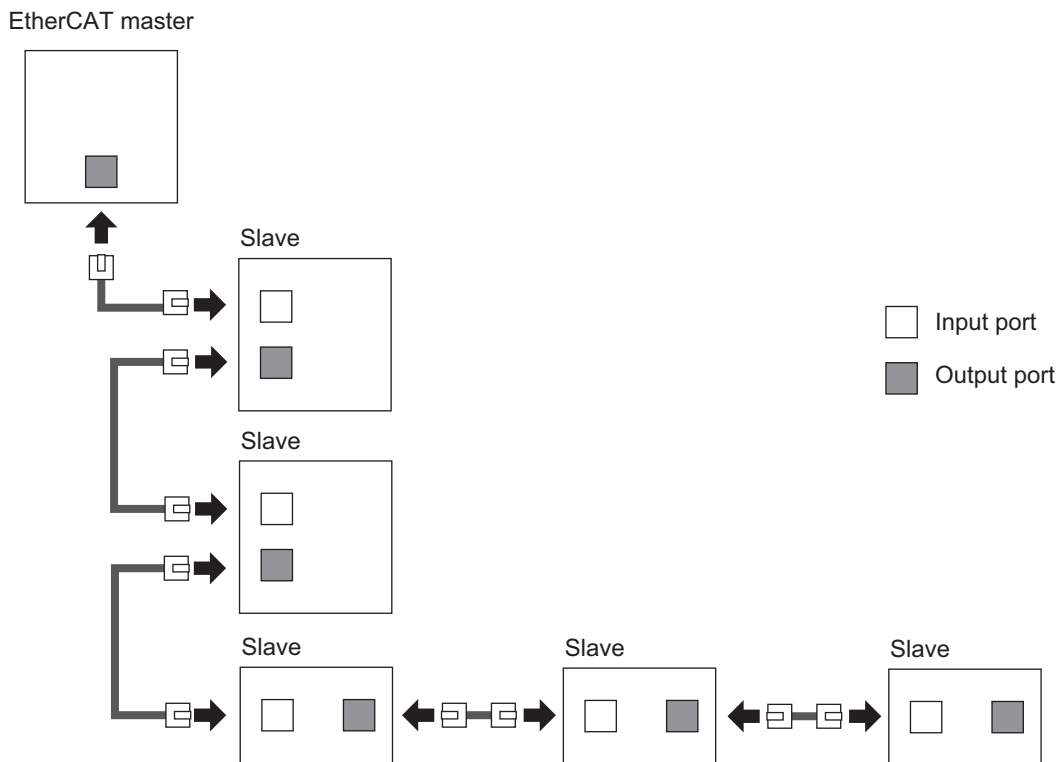 EtherCAT master
Slave
Input port
Output port
Slave
Slave
Slave
Slave